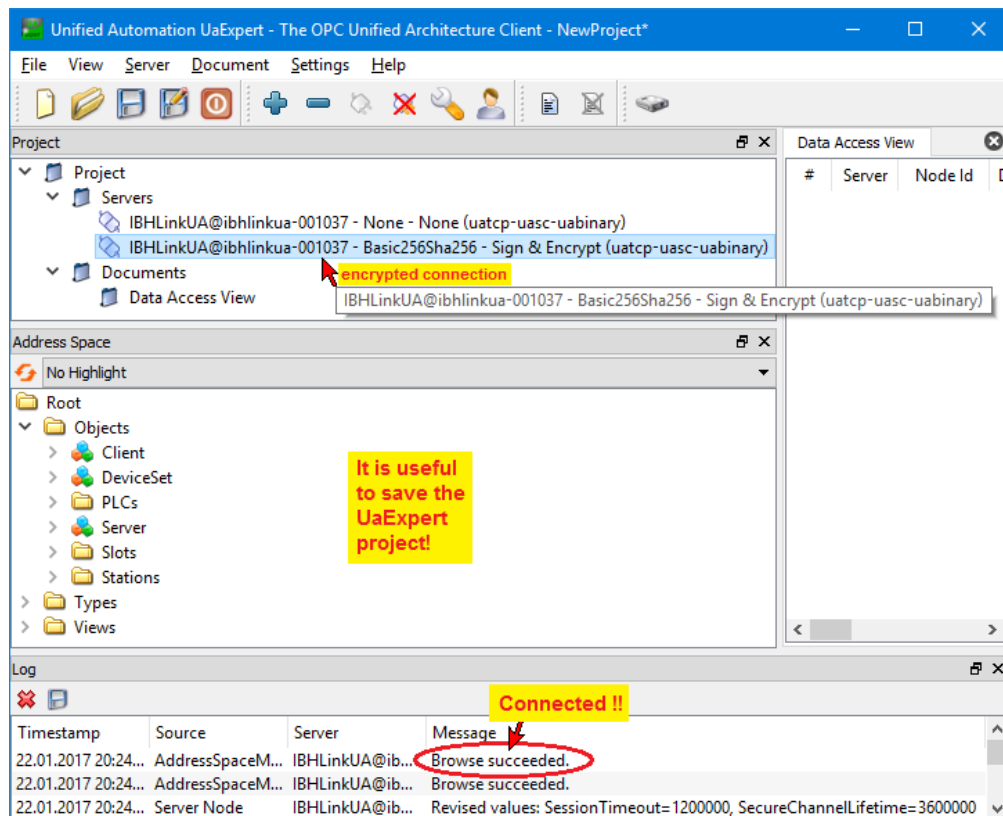 Unified Automation UaExpert - The OPC Unified Architecture Client - NewProject*
File View Server Document Settings Help
Project
Project
Servers
IBHLinkUA@ibhlinkua-001037 - None - None (uatcp-uasc-uabinary)
IBHLinkUA@ibhlinkua-001037 - Basic256Sha256 - Sign & Encrypt (uatcp-uasc-uabinary)
Documents
encrypted connection
Data Access View
IBHLinkUA@ibhlinkua-001037 - Basic256Sha256 - Sign & Encrypt (uatcp-uasc-uabinary)
Data Access View
# Server Node Id D
Address Space
No Highlight
Root
Objects
Client
DeviceSet
PLCs
Server
Slots
Stations
Types
Views
It is useful
to save the
UaExpert
project!
Log
Connected !!
Timestamp Source Server Message
22.01.2017 20:24... AddressSpaceM... IBHLinkUA@ib... Browse succeeded.
22.01.2017 20:24... AddressSpaceM... IBHLinkUA@ib... Browse succeeded.
22.01.2017 20:24... Server Node IBHLinkUA@ib... Revised values: SessionTimeout=1200000, SecureChannelLifetime=3600000